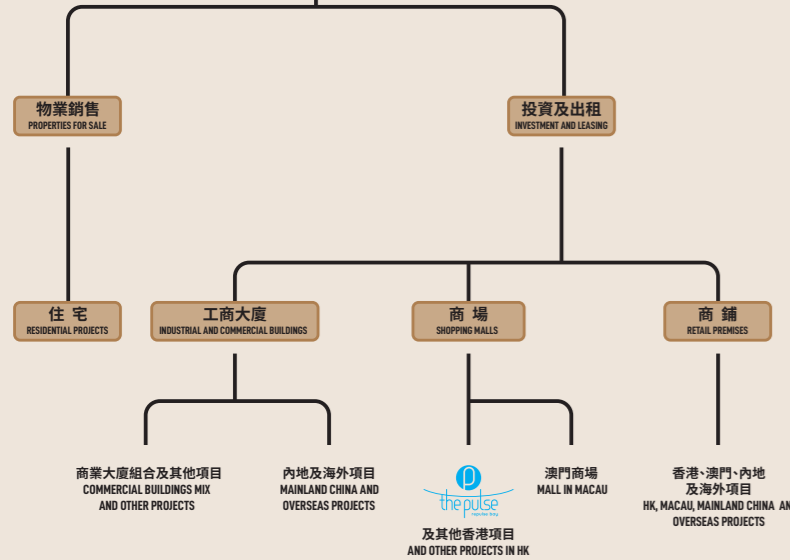 物業銷售
PROPERTIES FOR SALE
投資及出租
INVESTMENT AND LEASING
住宅
RESIDENTIAL PROJECTS
工商大廈
INDUSTRIAL AND COMMERCIAL BUILDINGS
商場
SHOPPING MALLS
商鋪
RETAIL PREMISES
商業大廈組合及其他項目
COMMERCIAL BUILDINGS MIX
AND OTHER PROJECTS
內地及海外項目
MAINLAND CHINA AND
OVERSEAS PROJECTS
the pulse
repulse bay
及其他香港項目
AND OTHER PROJECTS IN HK
澳門商場
MALL IN MACAU
香港、澳門、內地
及海外項目
HK, MACAU, MAINLAND CHINA AN
OVERSEAS PROJECTS